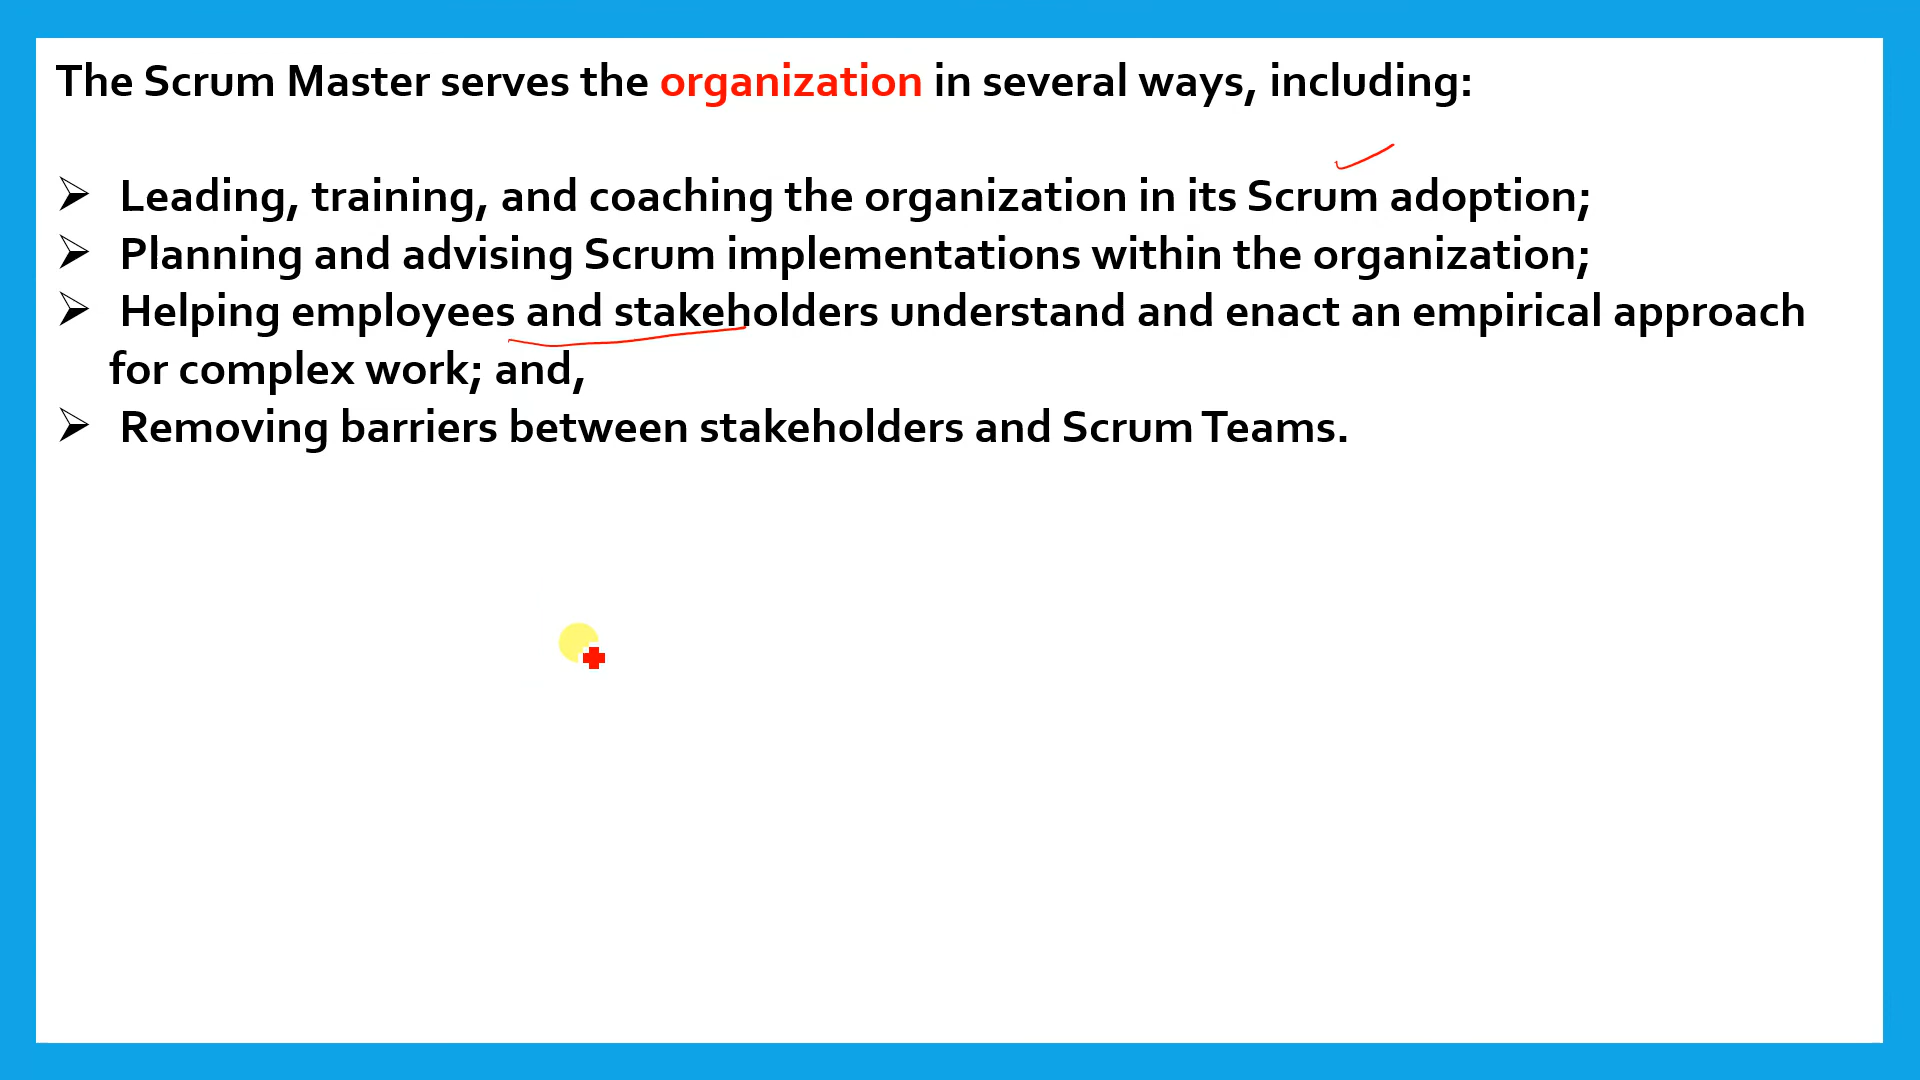 The Scrum Master serves the organization in several ways, including:
➢ Leading, training, and coaching the organization in its Scrum adoption;
➢ Planning and advising Scrum implementations within the organization;
➢ Helping employees and stakeholders understand and enact an empirical approach
for complex work; and,
➢ Removing barriers between stakeholders and Scrum Teams.